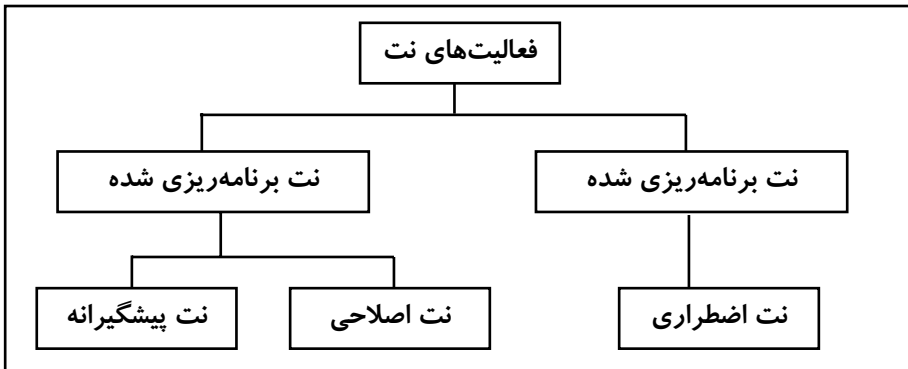 فعالیت‌های نت
نت برنامه‌ریزی شده
نت برنامه‌ریزی شده
نت اضطراری
نت اصلاحی
نت پیشگیرانه